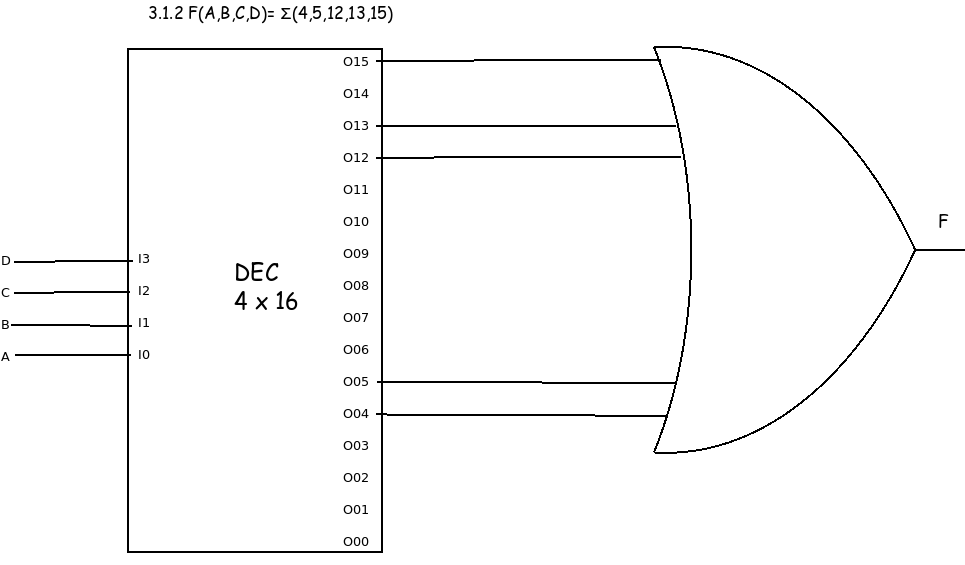 3.1.2 F(A,B,C,D)= Σ(4,5,12,13,15)
O15
O14
O13
O12
O11
O10
O09
O08
O07
O06
O05
O04
O03
O02
O01
O00
D
C
B
A
I3
I2
I1
I0
DEC
4 x 16
F